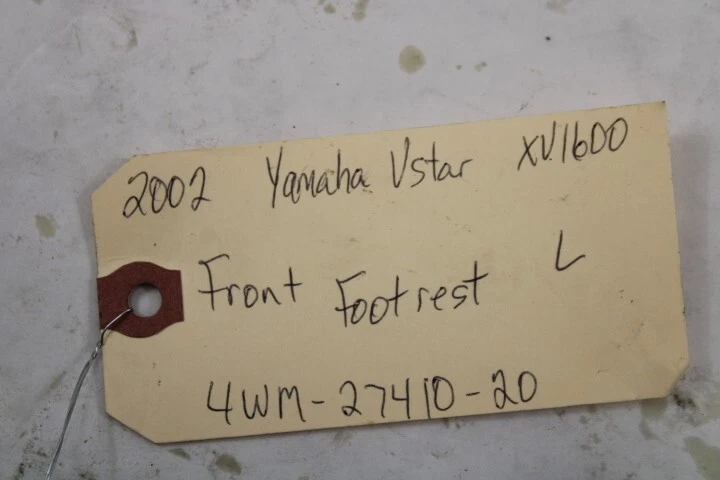 2002 Yamaha Vstar XV1600
Front Footrest L
4WM-27410-20